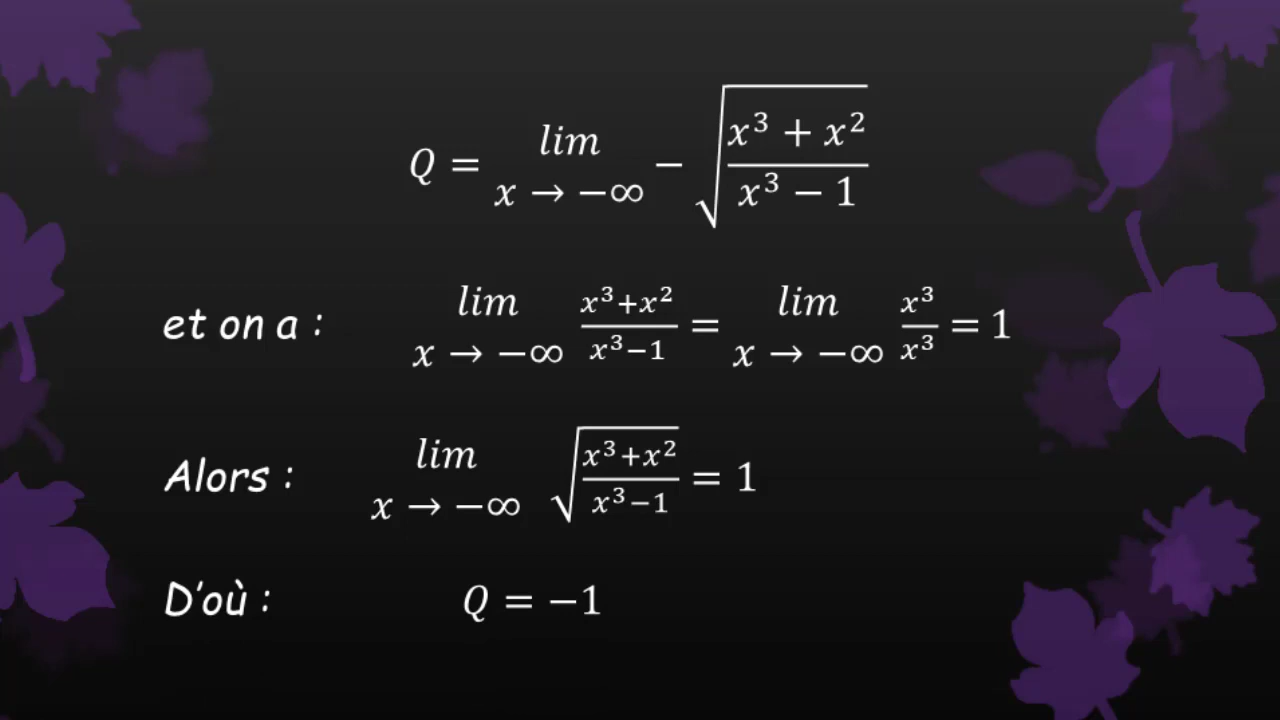 Q = lim x → −∞ − √((x³ + x²)/(x³ − 1))
et on a : lim x → −∞ (x³+x²)/(x³−1) = lim x → −∞ x³/x³ = 1
Alors : lim x → −∞ √((x³+x²)/(x³−1)) = 1
D'où : Q = −1